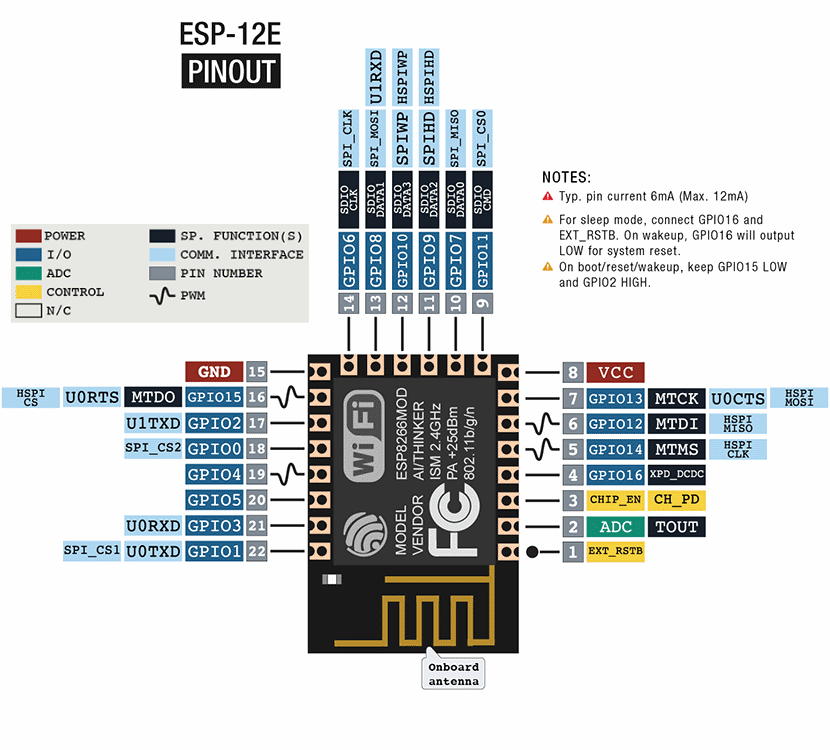 ESP-12E
PINOUT
U1RXD
HSPIWP
HSPIHD
SPI_CLK
SPI_MOSI
SPIWP
SPIHD
SPI_MISO
SPI_CS0
SDIO CLK
SDIO DATA1
SDIO DATA3
SDIO DATA2
SDIO DATA0
SDIO CMD
GPIO6
GPIO8
GPIO10
GPIO9
GPIO7
GPIO11
14
13
12
11
10
9
NOTES:
Typ. pin current 6mA (Max. 12mA)
For sleep mode, connect GPIO16 and
EXT_RSTB. On wakeup, GPIO16 will output
LOW for system reset.
On boot/reset/wakeup, keep GPIO15 LOW
and GPIO2 HIGH.
POWER
I/O
ADC
CONTROL
N/C
SP. FUNCTION(S)
COMM. INTERFACE
PIN NUMBER
PWM
GND 15
HSPI CS U0RTS MTDO GPIO15 16
U1TXD GPIO2 17
SPI_CS2 GPIO0 18
GPIO4 19
GPIO5 20
U0RXD GPIO3 21
SPI_CS1 U0TXD GPIO1 22
WiFi
ESP8266MOD
AI/THINKER
ISM 2.4GHz
PA +25dBm
802.11b/g/n
MODEL
VENDOR
FC
8 VCC
7 GPIO13 MTCK U0CTS HSPI MOSI
6 GPIO12 MTDI HSPI MISO
5 GPIO14 MTMS HSPI CLK
4 GPIO16 XPD_DCDC
3 CHIP_EN CH_PD
2 ADC TOUT
1 EXT_RSTB
Onboard
antenna